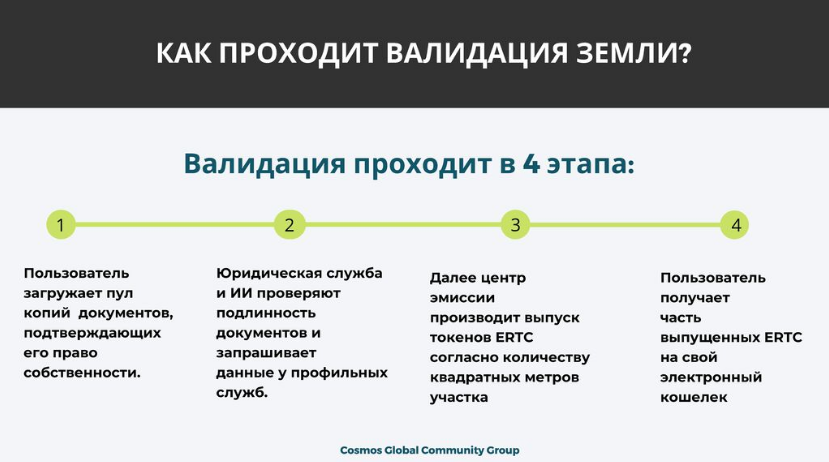 КАК ПРОХОДИТ ВАЛИДАЦИЯ ЗЕМЛИ?
Валидация проходит в 4 этапа:
1
2
3
4
Пользователь
загружает пул
копий документов,
подтверждающих
его право
собственности.
Юридическая служба
и ИИ проверяют
подлинность
документов и
запрашивает
данные у профильных
служб.
Далее центр
эмиссии
производит выпуск
токенов ERTC
согласно количеству
квадратных метров
участка
Пользователь
получает
часть
выпущенных ERTC
на свой
электронный
кошелек
Cosmos Global Community Group